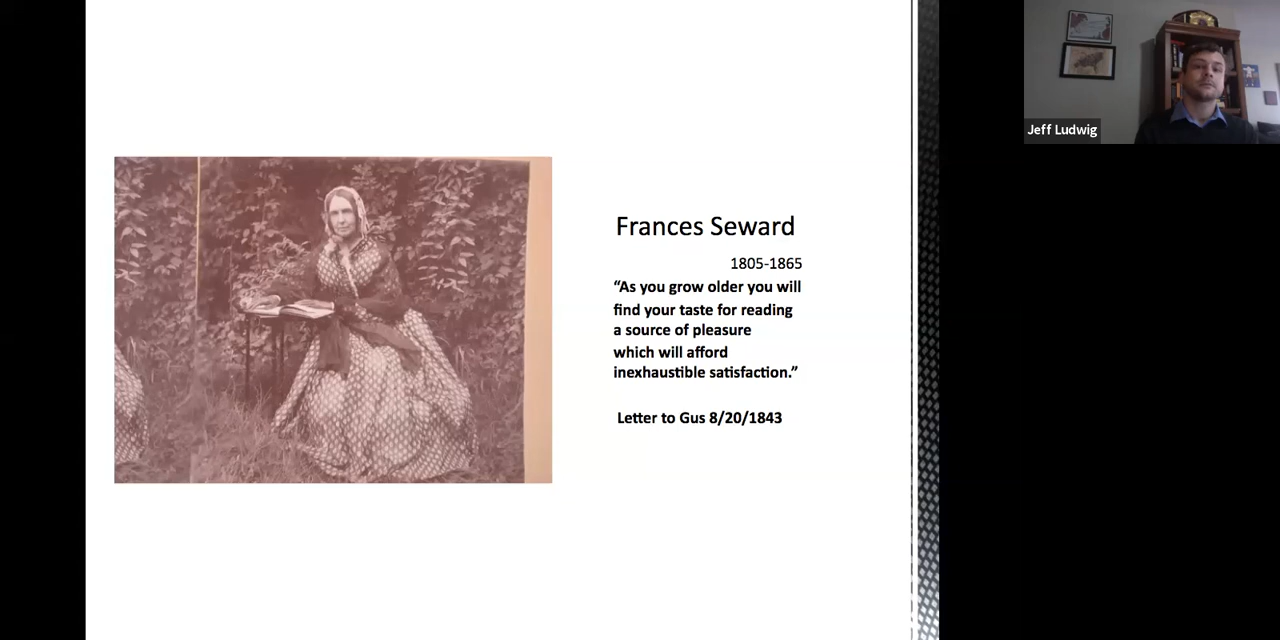 Frances Seward
1805-1865
“As you grow older you will
find your taste for reading
a source of pleasure
which will afford
inexhaustible satisfaction.”
Letter to Gus 8/20/1843
Jeff Ludwig